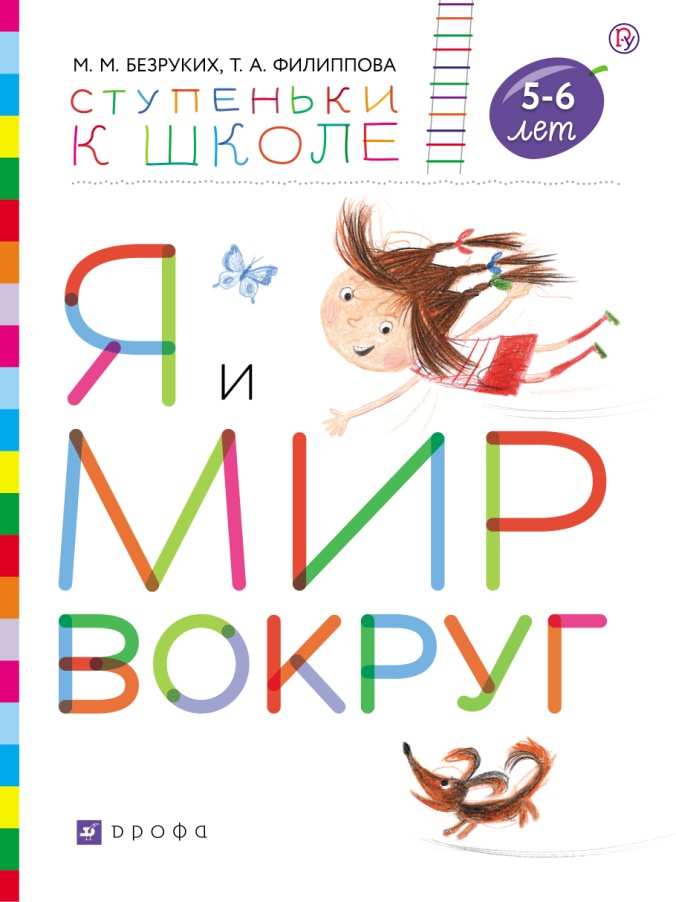 М. М. БЕЗРУКИХ, Т. А. ФИЛИППОВА
СТУПЕНЬКИ
К ШКОЛЕ
5-6
лет
Я и
МИР
ВОКРУГ
дрофа